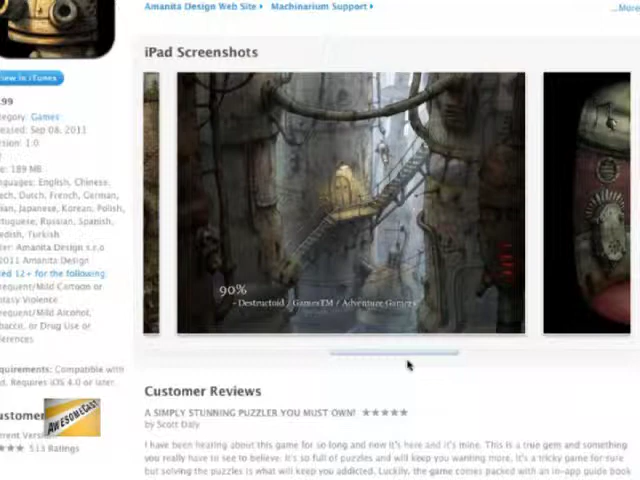 Amanita Design Web Site
Machinarium Support
...More
iPad Screenshots
View in iTunes
.99
Category: Games
Released: Sep 08, 2011
Version: 1.0
Size: 189 MB
Languages: English, Chinese,
Dutch, French, German,
Japanese, Korean, Polish,
Portuguese, Russian, Spanish,
Turkish
Amanita Design s.r.o
2011 Amanita Design
12+ for the following:
Frequent/Mild Cartoon or
Fantasy Violence
Frequent/Mild Alcohol,
Tobacco, or Drug Use or
References
Requirements: Compatible with
Requires iOS 4.0 or later.
90%
- Destructoid / GamesTM / Adventure Gamers
Customer Reviews
A SIMPLY STUNNING PUZZLER YOU MUST OWN! ★★★★★
by Scott Daly
I have been hearing about this game for so long and now it's here and it's mine. This is a true gem and something
you really have to see to believe. It's so full of puzzles and will keep you wanting more. It's a tricky game for sure
but solving the puzzles is what will keep you addicted. Luckily, the game comes packed with an in-app guide book
AWESOMECAST
513 Ratings